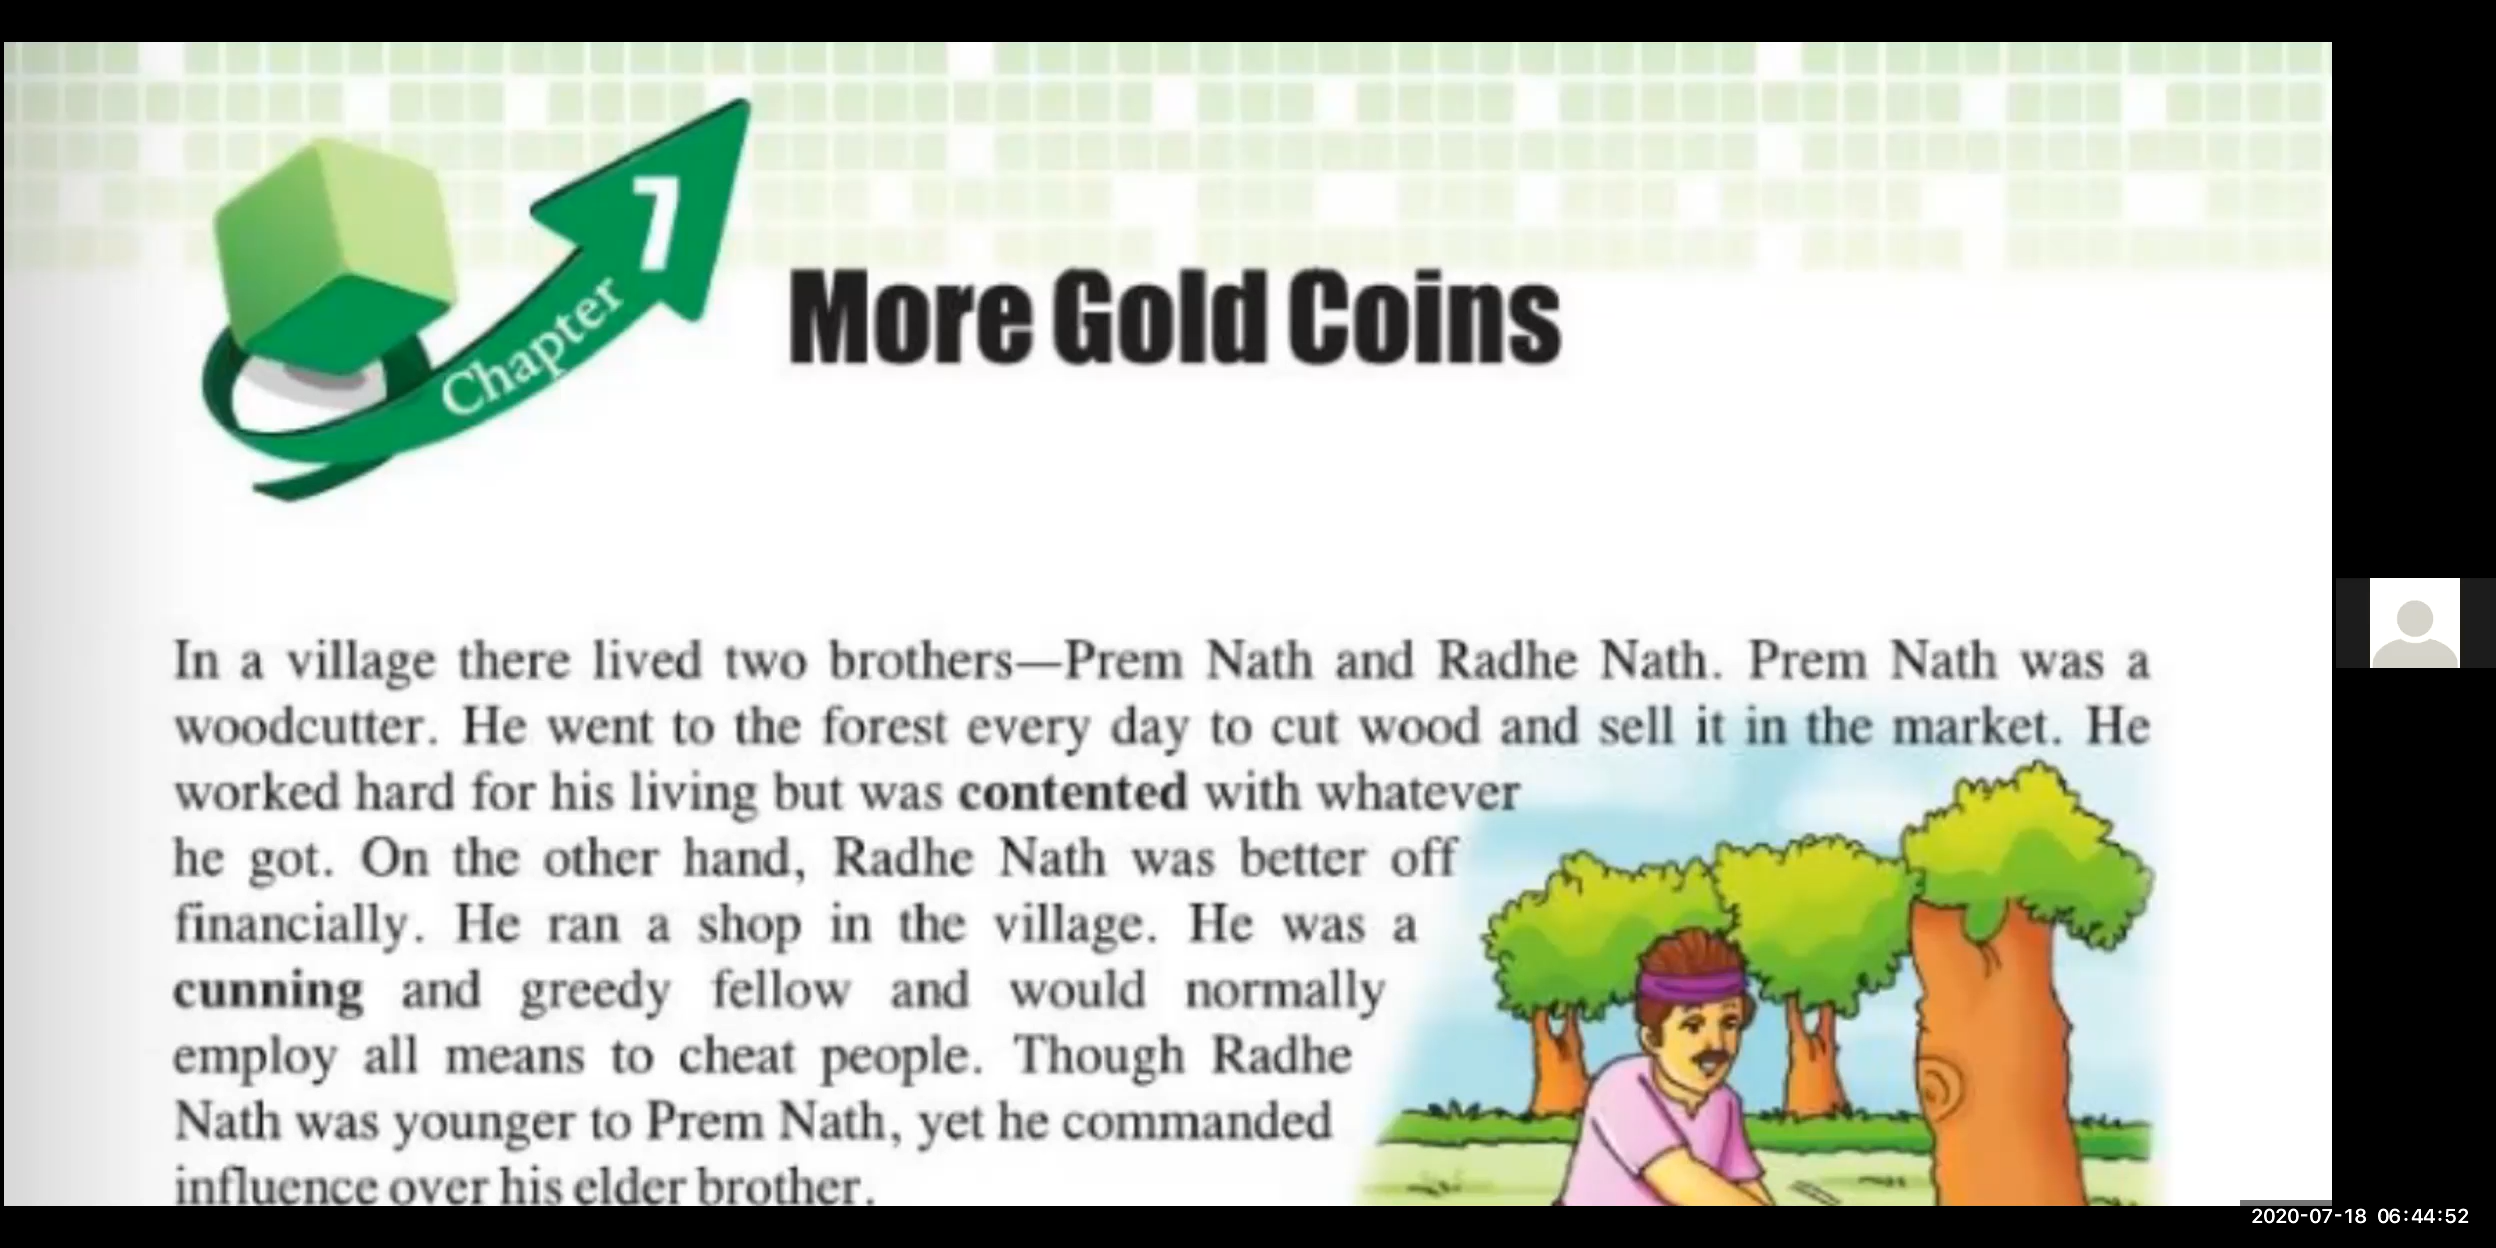 Chapter 7
More Gold Coins
In a village there lived two brothers—Prem Nath and Radhe Nath. Prem Nath was a
woodcutter. He went to the forest every day to cut wood and sell it in the market. He
worked hard for his living but was contented with whatever
he got. On the other hand, Radhe Nath was better off
financially. He ran a shop in the village. He was a
cunning and greedy fellow and would normally
employ all means to cheat people. Though Radhe
Nath was younger to Prem Nath, yet he commanded
influence over his elder brother.
2020-07-18 06:44:52